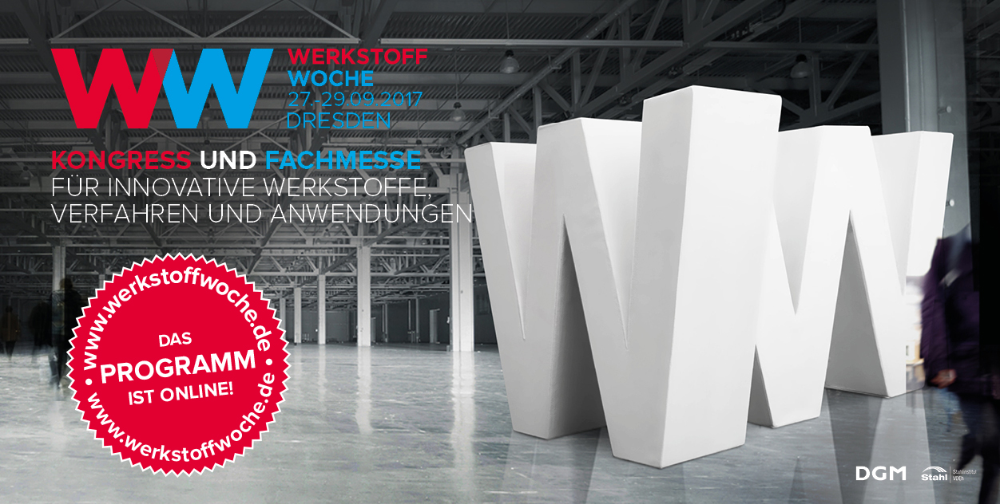 WW
WERKSTOFF
WOCHE
27.-29.09.2017
DRESDEN
KONGRESS UND FACHMESSE
FÜR INNOVATIVE WERKSTOFFE,
VERFAHREN UND ANWENDUNGEN
www.werkstoffwoche.de
DAS
PROGRAMM
IST ONLINE!
www.werkstoffwoche.de
WW
DGM
Stahl
Stahlinstitut
VDEh